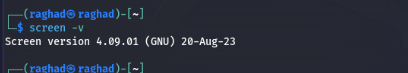 ┌──(raghad㉿raghad)-[~]
└─$ screen -v
Screen version 4.09.01 (GNU) 20-Aug-23
┌──(raghad㉿raghad)-[~]